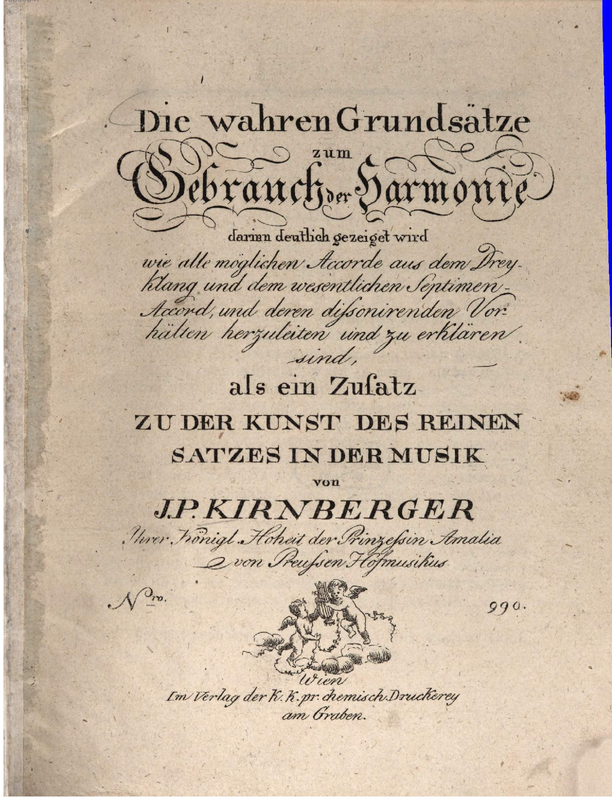 Die wahren Grundsätze
zum
Gebrauch der Harmonie
darinn deutlich gezeiget wird
wie alle möglichen Accorde aus dem Drey-
klang und dem wesentlichen Septimen-
Accord, und deren dißsonirenden Vor-
hälten herzuleiten und zu erklären
sind,
als ein Zuſatz
ZU DER KUNST DES REINEN
SATZES IN DER MUSIK
von
J.P. KIRNBERGER
Ihrer Königl. Hoheit der Prinzeſsin Amalia
von Preuſsen Hofmusikus
Nro. 990.
Wien
Im Verlag der K. K. pr. chemisch. Druckerey
am Graben.